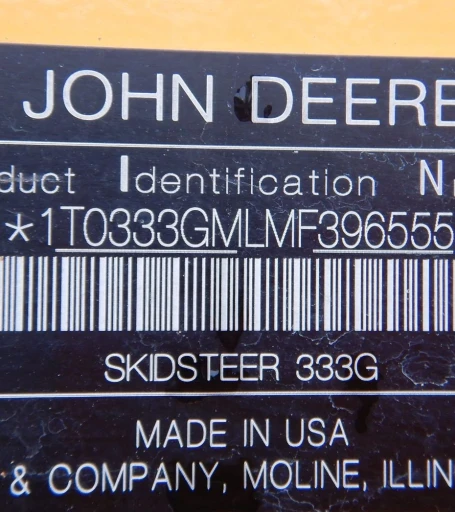 JOHN DEERE
duct Identification N
*1T0333GMLMF396555
SKIDSTEER 333G
MADE IN USA
& COMPANY, MOLINE, ILLIN